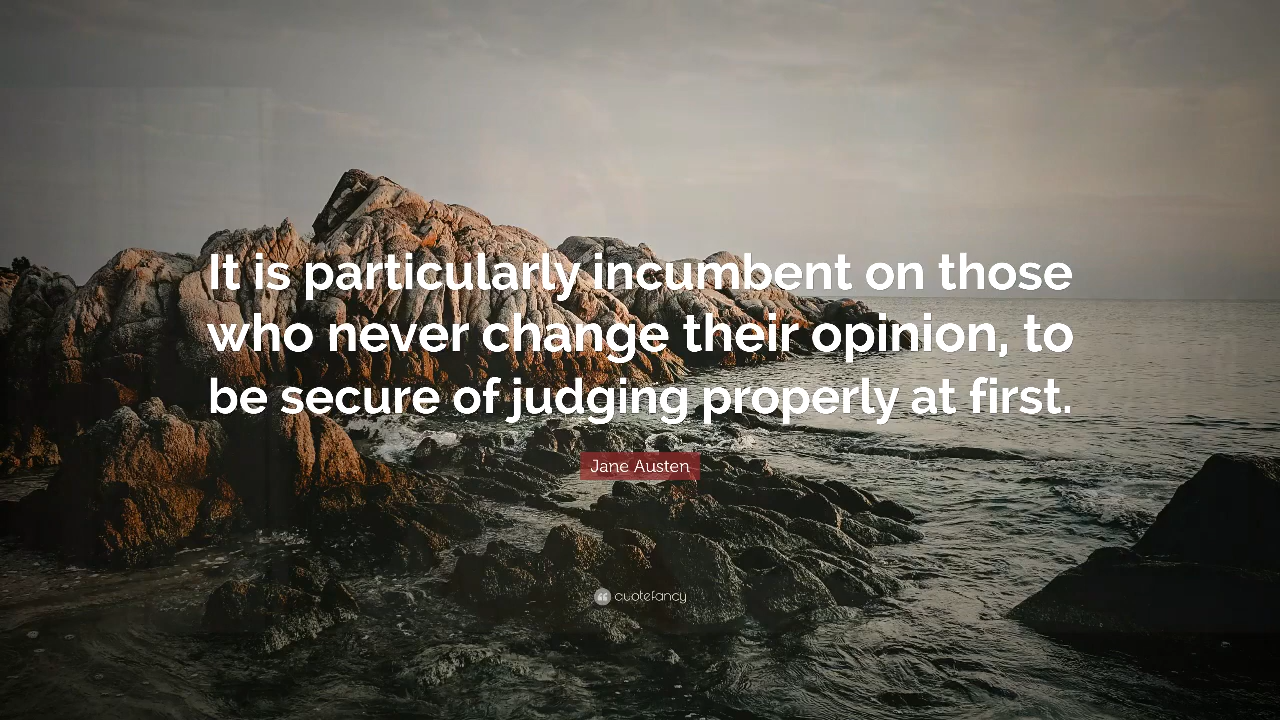 It is particularly incumbent on those
who never change their opinion, to
be secure of judging properly at first.
Jane Austen
quotefancy